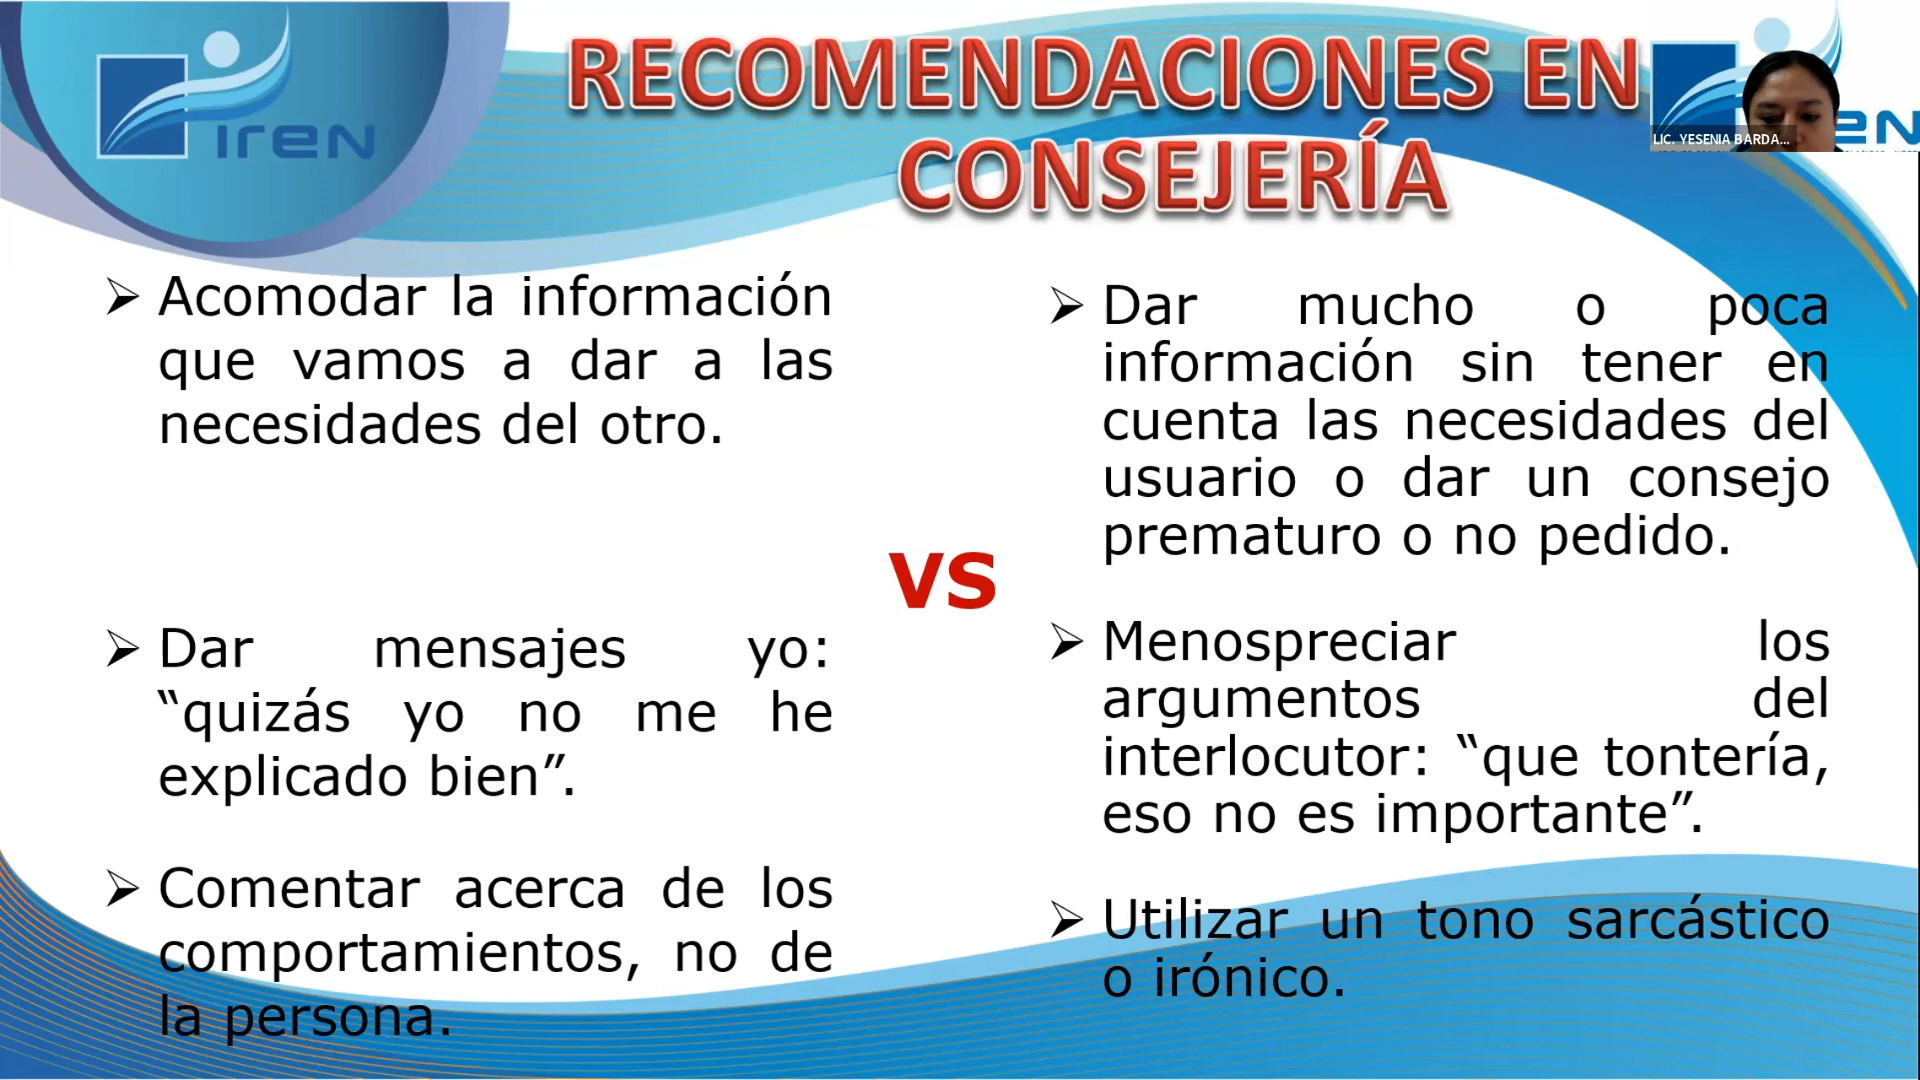 IREN
RECOMENDACIONES EN
CONSEJERÍA
LIC. YESENIA BARDA...
EN
➢ Acomodar la información
que vamos a dar a las
necesidades del otro.
➢ Dar mensajes yo:
“quizás yo no me he
explicado bien”.
➢ Comentar acerca de los
comportamientos, no de
la persona.
VS
➢ Dar mucho o poca
información sin tener en
cuenta las necesidades del
usuario o dar un consejo
prematuro o no pedido.
➢ Menospreciar los
argumentos del
interlocutor: “que tontería,
eso no es importante”.
➢ Utilizar un tono sarcástico
o irónico.